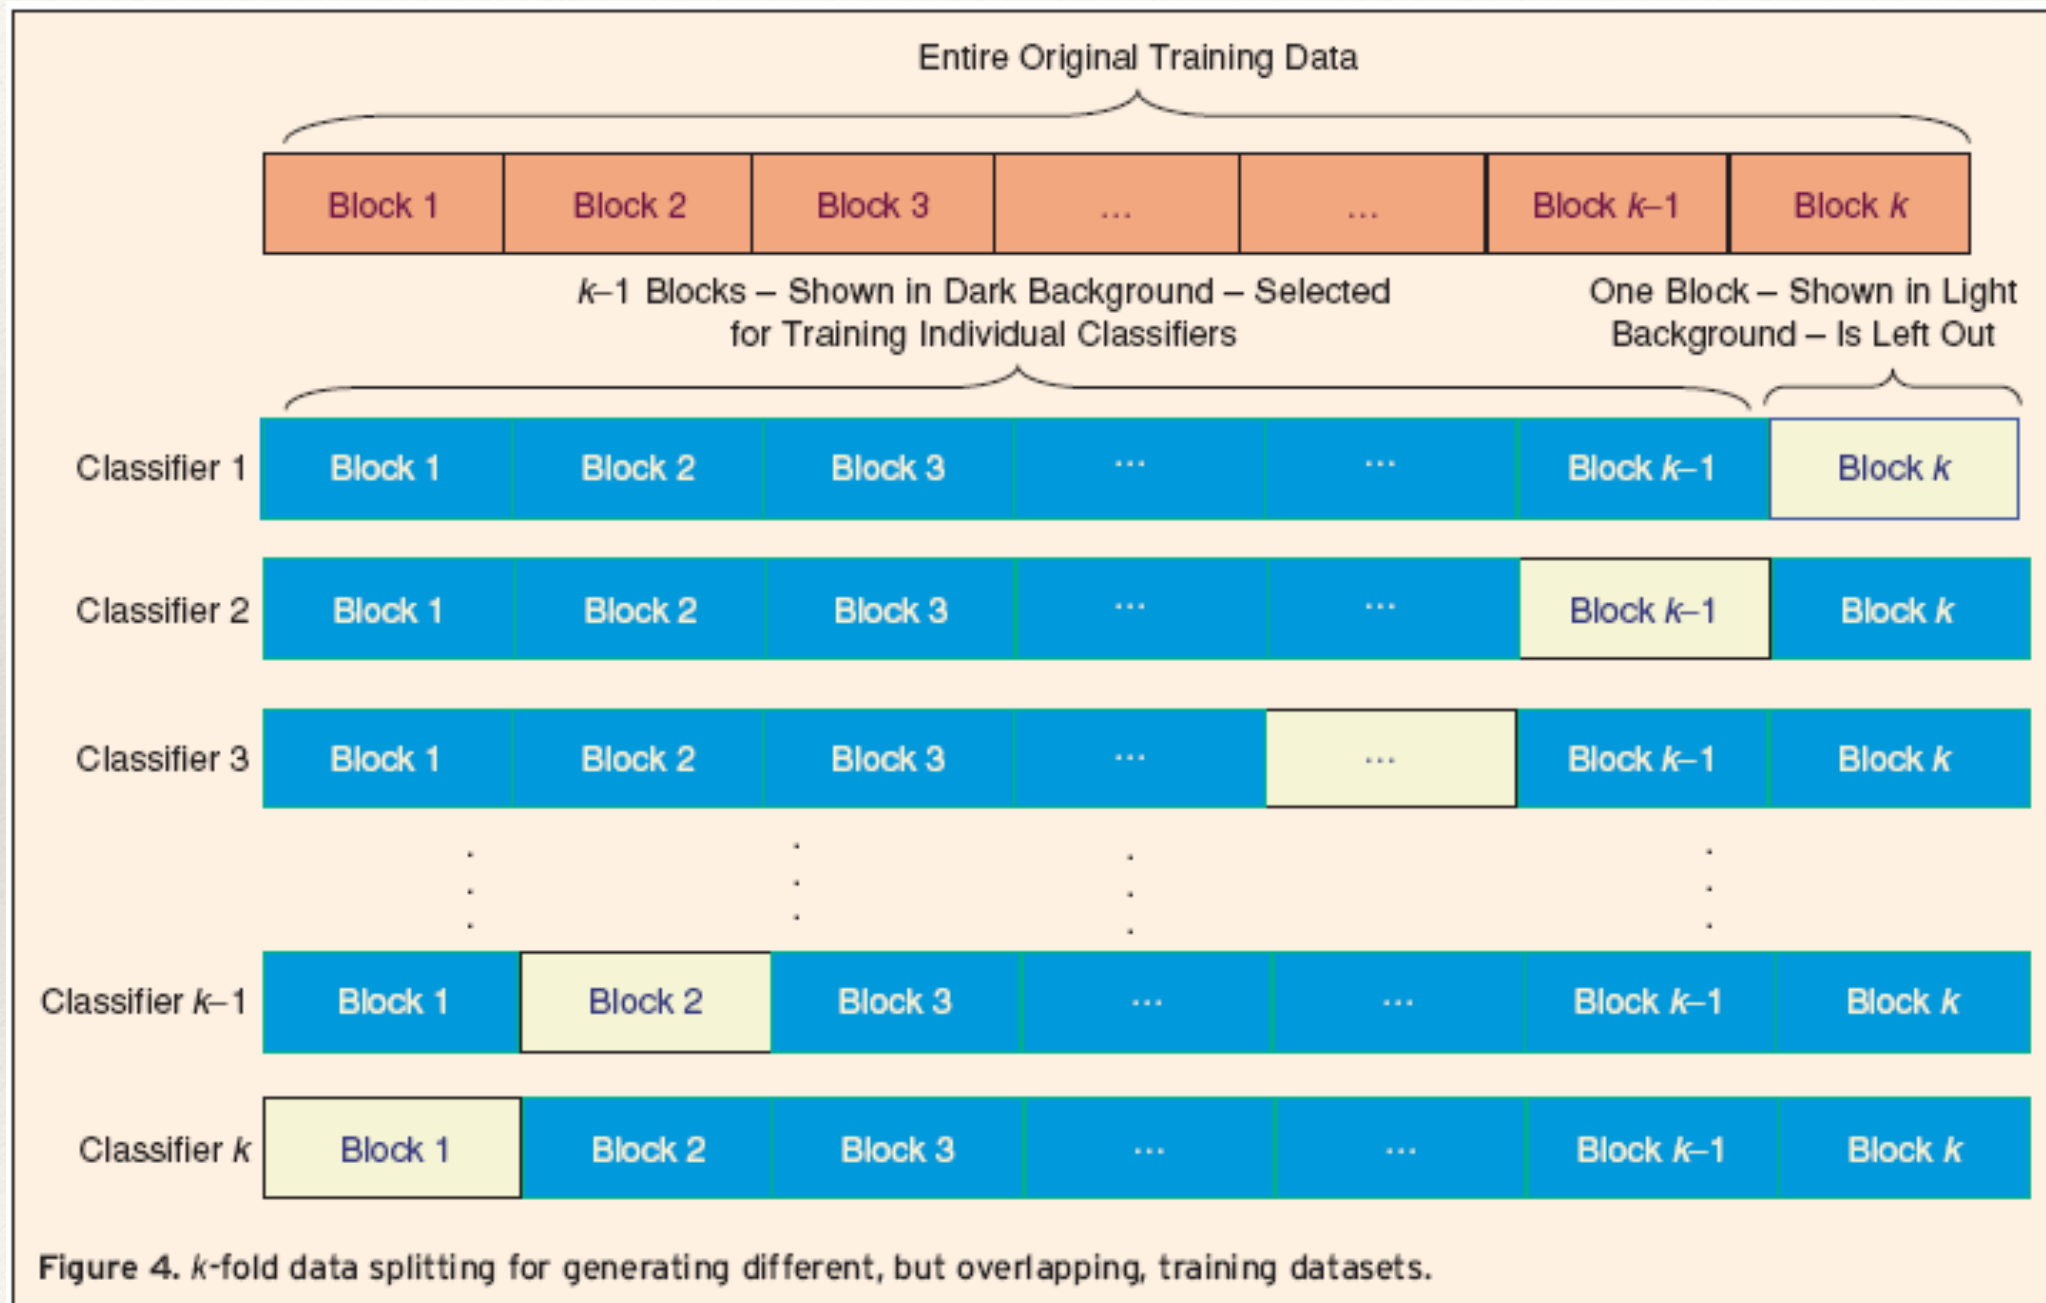 Entire Original Training Data
Block 1 Block 2 Block 3 ... ... Block k–1 Block k
k–1 Blocks – Shown in Dark Background – Selected
for Training Individual Classifiers
One Block – Shown in Light
Background – Is Left Out
Classifier 1 Block 1 Block 2 Block 3 ... ... Block k–1 Block k
Classifier 2 Block 1 Block 2 Block 3 ... ... Block k–1 Block k
Classifier 3 Block 1 Block 2 Block 3 ... ... Block k–1 Block k
Classifier k–1 Block 1 Block 2 Block 3 ... ... Block k–1 Block k
Classifier k Block 1 Block 2 Block 3 ... ... Block k–1 Block k
Figure 4. k-fold data splitting for generating different, but overlapping, training datasets.